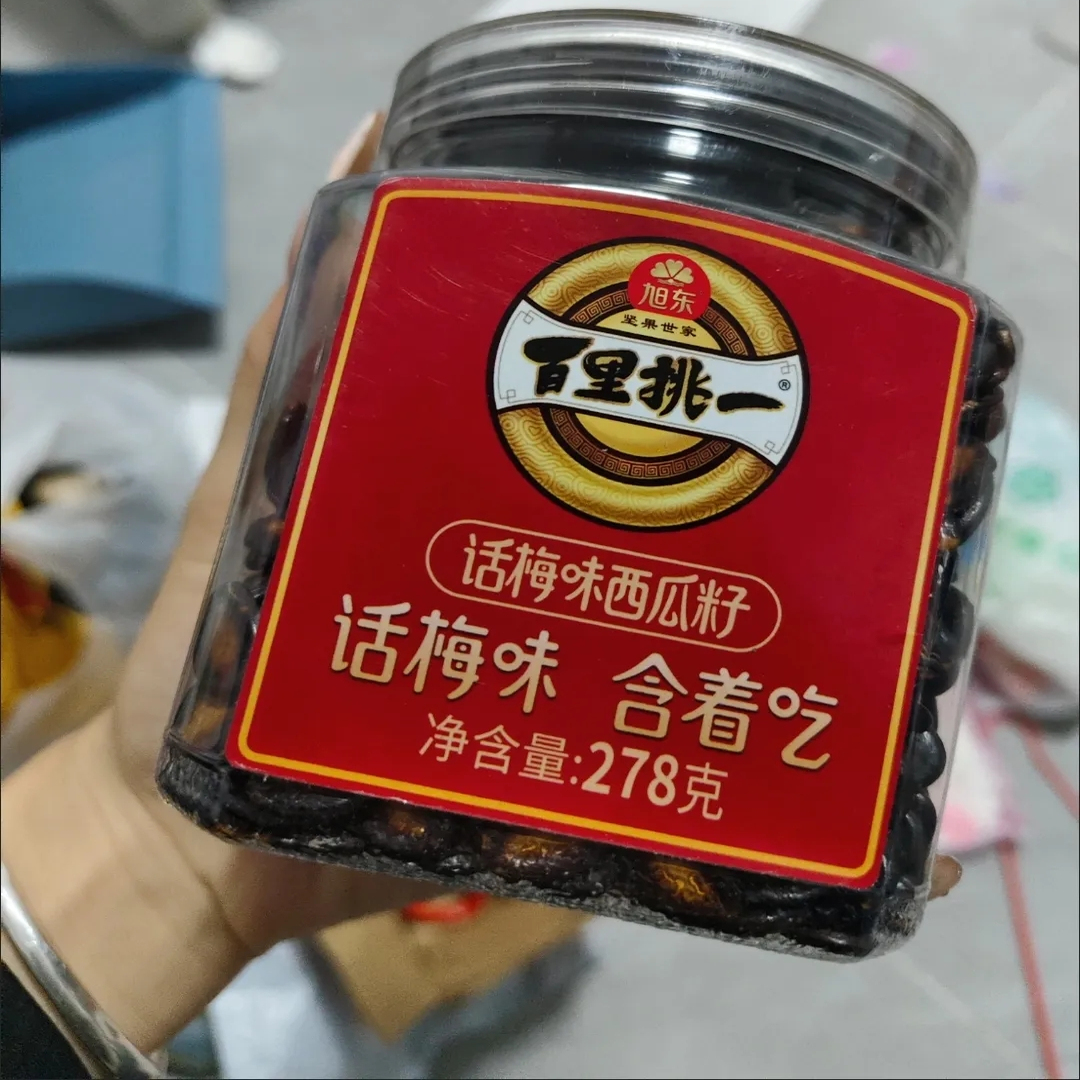 旭东
坚果世家
百里挑一®
话梅味西瓜籽
话梅味 含着吃
净含量:278克